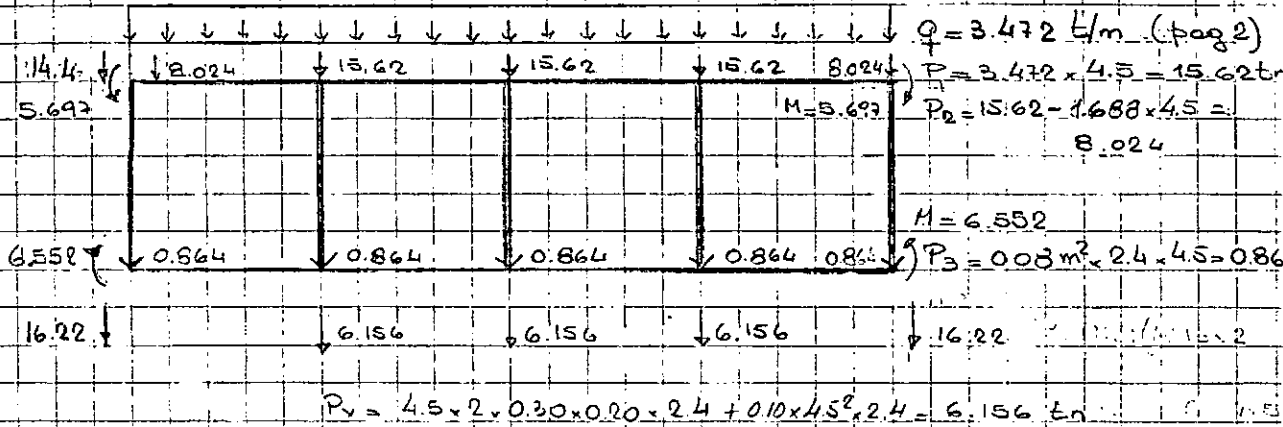 q = 3.472 t/m (pag 2)
14.4 8.024 15.62 15.62 15.62 8.024 P = 3.472 x 4.5 = 15.62 tn
5.697 M=5.697 P2 = 15.62 - 1.688 x 4.5 =
8.024
M = 6.552
6.552 0.864 0.864 0.864 0.864 0.864 P3 = 0.08 m² x 2.4 x 4.5 = 0.86
16.22 6.156 6.156 6.156 16.22
Pv = 4.5 x 2 x 0.30 x 0.20 x 2.4 + 0.10 x 4.5² x 2.4 = 6.156 tn